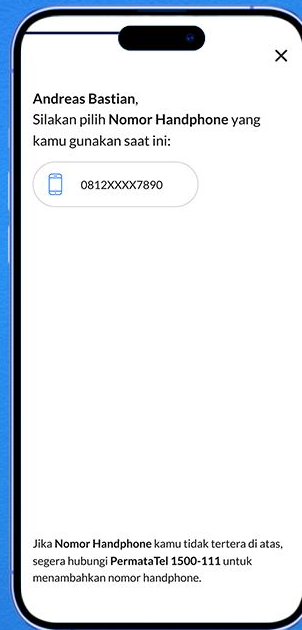 Andreas Bastian,
Silakan pilih Nomor Handphone yang
kamu gunakan saat ini:
0812XXXX7890
Jika Nomor Handphone kamu tidak tertera di atas,
segera hubungi PermataTel 1500-111 untuk
menambahkan nomor handphone.